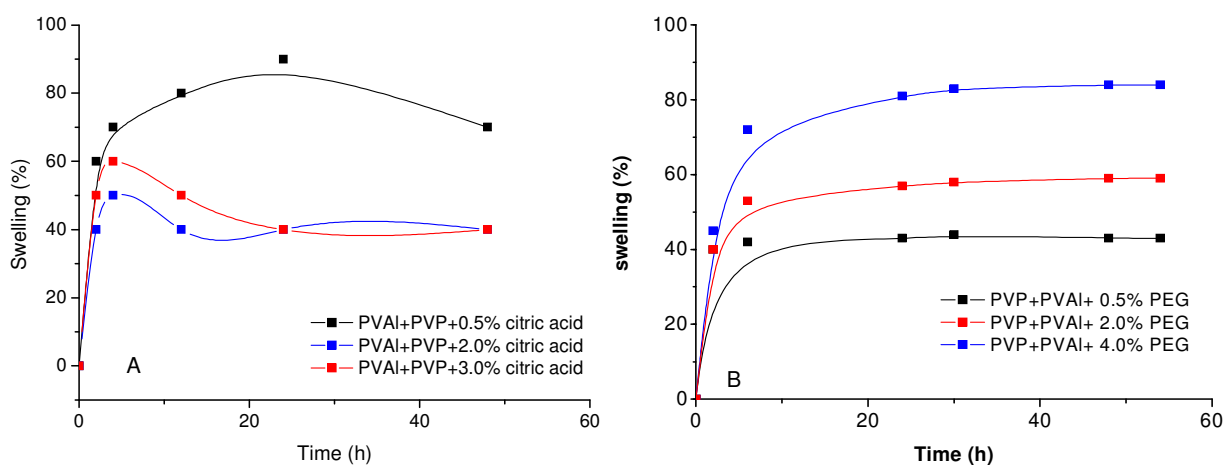 100
80
60
40
20
0
Swelling (%)
0
20
40
60
Time (h)
A
PVAl+PVP+0.5% citric acid
PVAl+PVP+2.0% citric acid
PVAl+PVP+3.0% citric acid
100
80
60
40
20
0
swelling (%)
0
20
40
60
Time (h)
B
PVP+PVAl+ 0.5% PEG
PVP+PVAl+ 2.0% PEG
PVP+PVAl+ 4.0% PEG